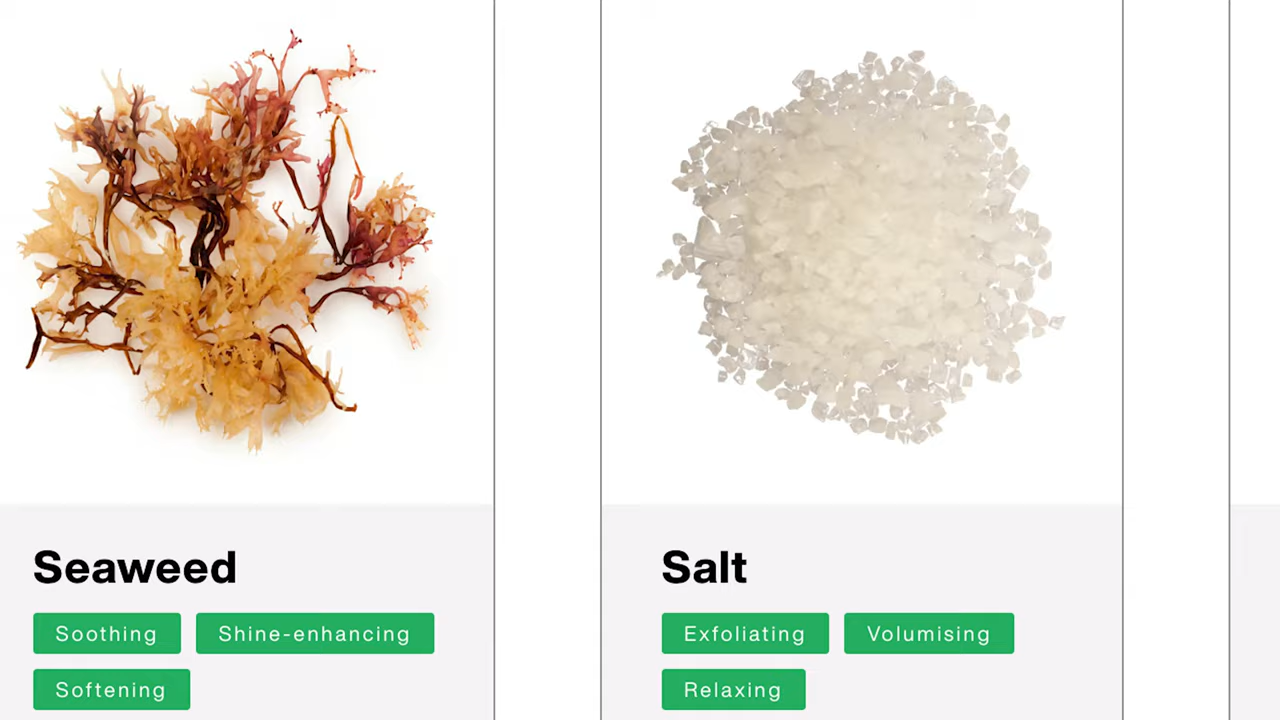 Seaweed
Soothing
Shine-enhancing
Softening
Salt
Exfoliating
Volumising
Relaxing